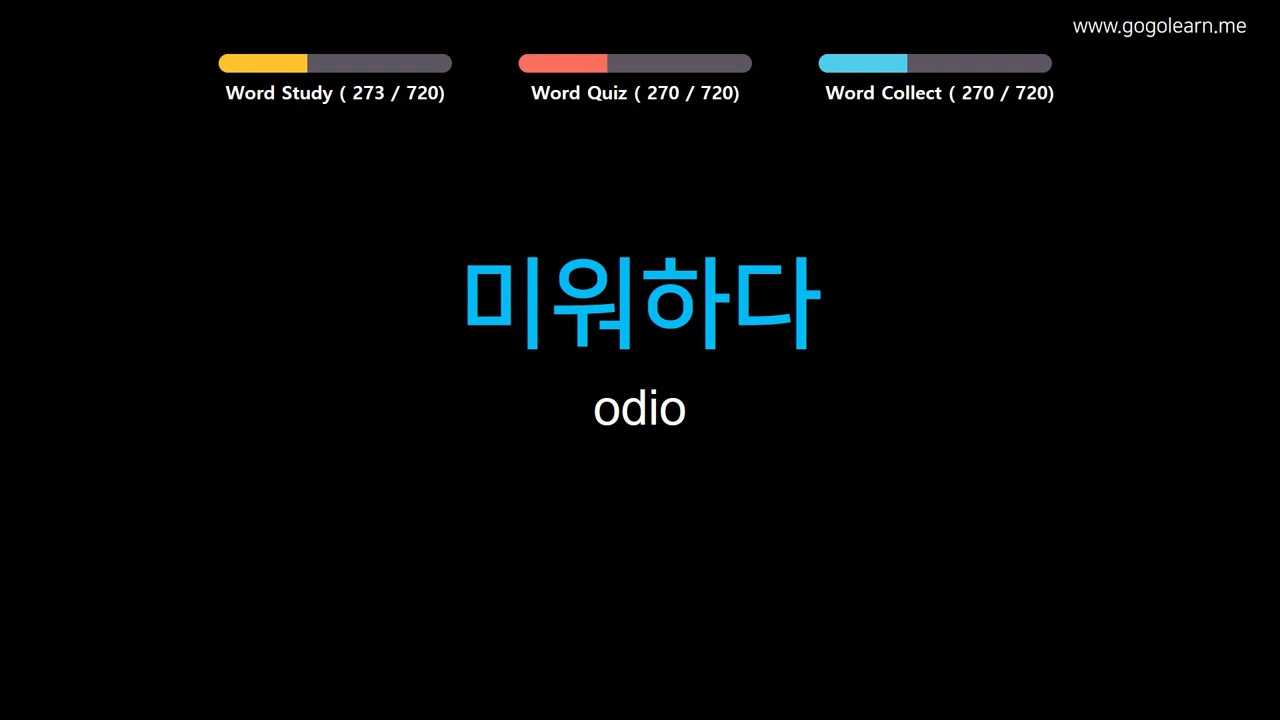 www.gogolearn.me
Word Study ( 273 / 720)
Word Quiz ( 270 / 720)
Word Collect ( 270 / 720)
미워하다
odio